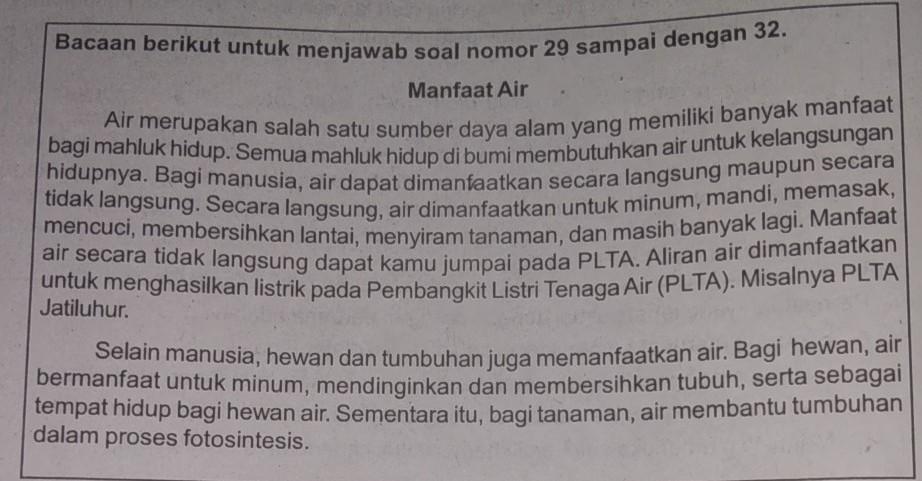 Bacaan berikut untuk menjawab soal nomor 29 sampai dengan 32.
Manfaat Air
Air merupakan salah satu sumber daya alam yang memiliki banyak manfaat
bagi mahluk hidup. Semua mahluk hidup di bumi membutuhkan air untuk kelangsungan
hidupnya. Bagi manusia, air dapat dimanfaatkan secara langsung maupun secara
tidak langsung. Secara langsung, air dimanfaatkan untuk minum, mandi, memasak,
mencuci, membersihkan lantai, menyiram tanaman, dan masih banyak lagi. Manfaat
air secara tidak langsung dapat kamu jumpai pada PLTA. Aliran air dimanfaatkan
untuk menghasilkan listrik pada Pembangkit Listri Tenaga Air (PLTA). Misalnya PLTA
Jatiluhur.
Selain manusia, hewan dan tumbuhan juga memanfaatkan air. Bagi hewan, air
bermanfaat untuk minum, mendinginkan dan membersihkan tubuh, serta sebagai
tempat hidup bagi hewan air. Sementara itu, bagi tanaman, air membantu tumbuhan
dalam proses fotosintesis.